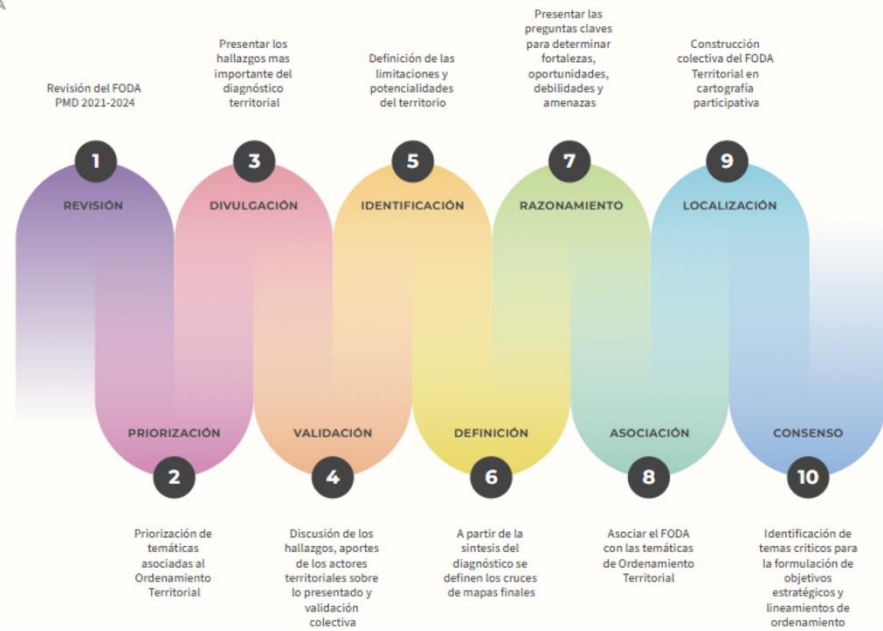 A
Revisión del FODA
PMD 2021-2024
1
REVISIÓN
PRIORIZACIÓN
2
Priorización de
temáticas
asociadas al
Ordenamiento
Territorial
Presentar los
hallazgos mas
importante del
diagnóstico
territorial
3
DIVULGACIÓN
VALIDACIÓN
4
Discusión de los
hallazgos, aportes
de los actores
territoriales sobre
lo presentado y
validación
colectiva
Definición de las
limitaciones y
potencialidades
del territorio
5
IDENTIFICACIÓN
DEFINICIÓN
6
A partir de la
sintesis del
diagnóstico se
definen los cruces
de mapas finales
Presentar las
preguntas claves
para determinar
fortalezas,
oportunidades,
debilidades y
amenazas
7
RAZONAMIENTO
ASOCIACIÓN
8
Asociar el FODA
con las temáticas
de Ordenamiento
Territorial
Construcción
colectiva del FODA
Territorial en
cartografía
participativa
9
LOCALIZACIÓN
CONSENSO
10
Identificación de
temas criticos para
la formulación de
objetivos
estratégicos y
lineamientos de
ordenamiento